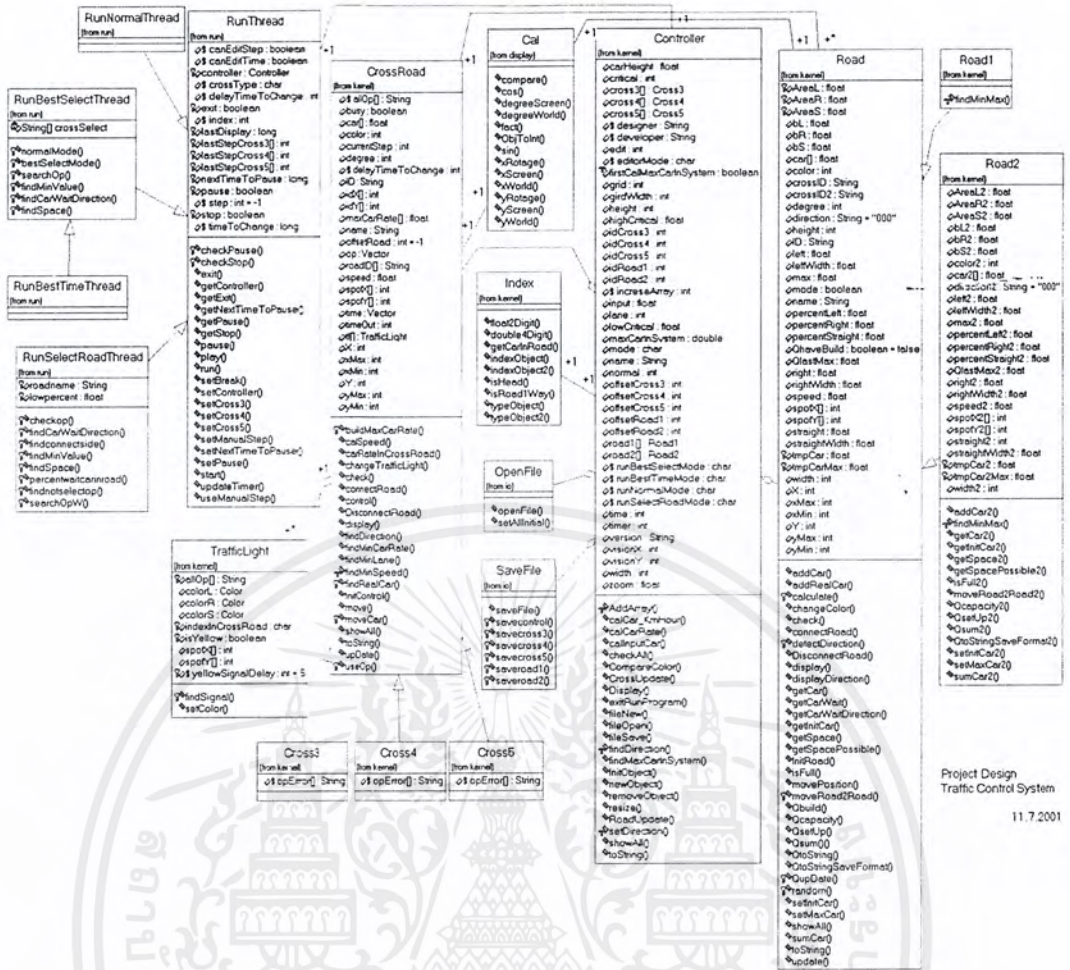 RunNormalThread
[from run]
RunBestSelectThread
[from run]
String[] crossSelect
normalMode()
bestSelectMode()
searchOp()
findMinValue()
findCarWaitDirection()
findSpace()
RunBestTimeThread
[from run]
RunSelectRoadThread
[from run]
roadname : String
lowpercent : float
checkop()
findCarWaitDirection()
findconnectside()
findMinValue()
findSpace()
percentwaitcarinroad()
findnotselectop()
searchOpW()
RunThread
[from run]
canEditStep : boolean
canEditTime : boolean
controller : Controller
crossType : char
delayTimeToChange : int
exit : boolean
index : int
lastDisplay : long
lastStepCross3[] : int
lastStepCross4[] : int
lastStepCross5[] : int
nextTimeToPause : long
pause : boolean
step : int = -1
stop : boolean
timeToChange : long
checkPause()
checkStop()
exit()
getController()
getExit()
getNextTimeToPause()
getPause()
getStop()
pause()
play()
run()
setBreak()
setController()
setCross3()
setCross4()
setCross5()
setManualStep()
setNextTimeToPause()
setPause()
start()
updateTimer()
useManualStep()
TrafficLight
[from kernel]
allOp[] : String
colorL : Color
colorR : Color
colorS : Color
indexInCrossRoad : char
isYellow : boolean
spotX[] : int
spotY[] : int
yellowSignalDelay : int = 5
findSignal()
setColor()
+1
CrossRoad
[from kernel]
allOp[] : String
busy : boolean
car[] : float
color : int
currentStep : int
degree : int
delayTimeToChange : int
ID : String
idX[] : int
idY[] : int
maxCarRate[] : float
name : String
offsetRoad : int = -1
op : Vector
roadID[] : String
speed : float
spotX[] : int
spotY[] : int
time : Vector
timeOut : int
tl[] : TrafficLight
X : int
xMax : int
xMin : int
Y : int
yMax : int
yMin : int
buildMaxCarRate()
calSpeed()
carRateInCrossRoad()
changeTrafficLight()
check()
connectRoad()
control()
DisconnectRoad()
display()
findDirection()
findMinCarRate()
findMinLane()
findMinSpeed()
findRealCar()
initControl()
move()
moveCar()
showAll()
toString()
upDate()
useOp()
+1
Cross3
[from kernel]
opError[] : String
Cross4
[from kernel]
opError[] : String
Cross5
[from kernel]
opError[] : String
+1
Cal
[from display]
compare()
cos()
degreeScreen()
degreeWorld()
fact()
ObjToInt()
sin()
xRotage()
xScreen()
xWorld()
yRotage()
yScreen()
yWorld()
+1
Index
[from kernel]
float2Digit()
double4Digit()
getCarInRoad()
indexObject()
indexObject2()
isHead()
isRoad1Way()
typeObject()
typeObject2()
+1
+1
OpenFile
[from io]
openFile()
setAllInitial()
SaveFile
[from io]
saveFile()
savecontrol()
savecross3()
savecross4()
savecross5()
saveroad1()
saveroad2()
+1
Controller
[from kernel]
carHeight : float
critical : int
cross3[] : Cross3
cross4[] : Cross4
cross5[] : Cross5
designer : String
developer : String
edit : int
editorMode : char
firstCalMaxCarInSystem : boolean
grid : int
girdWidth : int
height : int
highCritical : float
idCross3 : int
idCross4 : int
idCross5 : int
idRoad1 : int
idRoad2 : int
increseArray : int
input : float
plane : int
lowCritical : float
maxCarInSystem : double
mode : char
name : String
normal : int
offsetCross3 : int
offsetCross4 : int
offsetCross5 : int
offsetRoad1 : int
offsetRoad2 : int
road1[] : Road1
road2[] : Road2
runBestSelectMode : char
runBestTimeMode : char
runNormalMode : char
runSelectRoadMode : char
time : int
timer : int
version : String
visionX : int
visionY : int
width : int
zoom : float
AddArray()
calCar_KmHour()
calCarRate()
calInputCar()
checkAll()
CompareColor()
CrossUpdate()
Display()
exitRunProgram()
fileNew()
fileOpen()
fileSave()
findDirection()
findMaxCarInSystem()
InitObject()
newObject()
removeObject()
resize()
RoadUpdate()
setDirection()
showAll()
toString()
+1
+*
Road
[from kernel]
AreaL : float
AreaR : float
AreaS : float
bL : float
bR : float
bS : float
car[] : float
color : int
crossID : String
crossID2 : String
degree : int
direction : String = "000"
height : int
ID : String
left : float
leftWidth : float
max : float
mode : boolean
name : String
percentLeft : float
percentRight : float
percentStraight : float
QhaveBuild : boolean = false
QlastMax : float
right : float
rightWidth : float
speed : float
spotX[] : int
spotY[] : int
straight : float
straightWidth : float
tmpCar : float
tmpCarMax : float
width : int
X : int
xMax : int
xMin : int
Y : int
yMax : int
yMin : int
addCar()
addRealCar()
calculate()
changeColor()
check()
connectRoad()
detectDirection()
DisconnectRoad()
display()
displayDirection()
getCar()
getCarWait()
getCarWaitDirection()
getInitCar()
getSpace()
getSpacePossible()
InitRoad()
isFull()
movePosition()
moveRoad2Road()
Qbuild()
Qcapacity()
QsetUp()
Qsum()()
QtoString()
QtoStringSaveFormat()
QupDate()
random()
setInitCar()
setMaxCar()
showAll()
sumCar()
toString()
update()
Road1
[from kernel]
findMinMax()
Road2
[from kernel]
AreaL2 : float
AreaR2 : float
AreaS2 : float
bL2 : float
bR2 : float
bS2 : float
color2 : int
car2[] : float
direction2 : String = "000"
left2 : float
leftWidth2 : float
max2 : float
percentLeft2 : float
percentRight2 : float
percentStraight2 : float
QlastMax2 : float
right2 : float
rightWidth2 : float
speed2 : float
spotX2[] : int
spotY2[] : int
straight2 : float
straightWidth2 : float
tmpCar2 : float
tmpCar2Max : float
width2 : int
addCar2()
findMinMax()
getCar2()
getInitCar2()
getSpace2()
getSpacePossible2()
isFull2()
moveRoad2Road2()
Qcapacity2()
QsetUp2()
Qsum2()
QtoStringSaveFormat2()
setInitCar2()
setMaxCar2()
sumCar2()
Project Design
Traffic Control System
11.7.2001